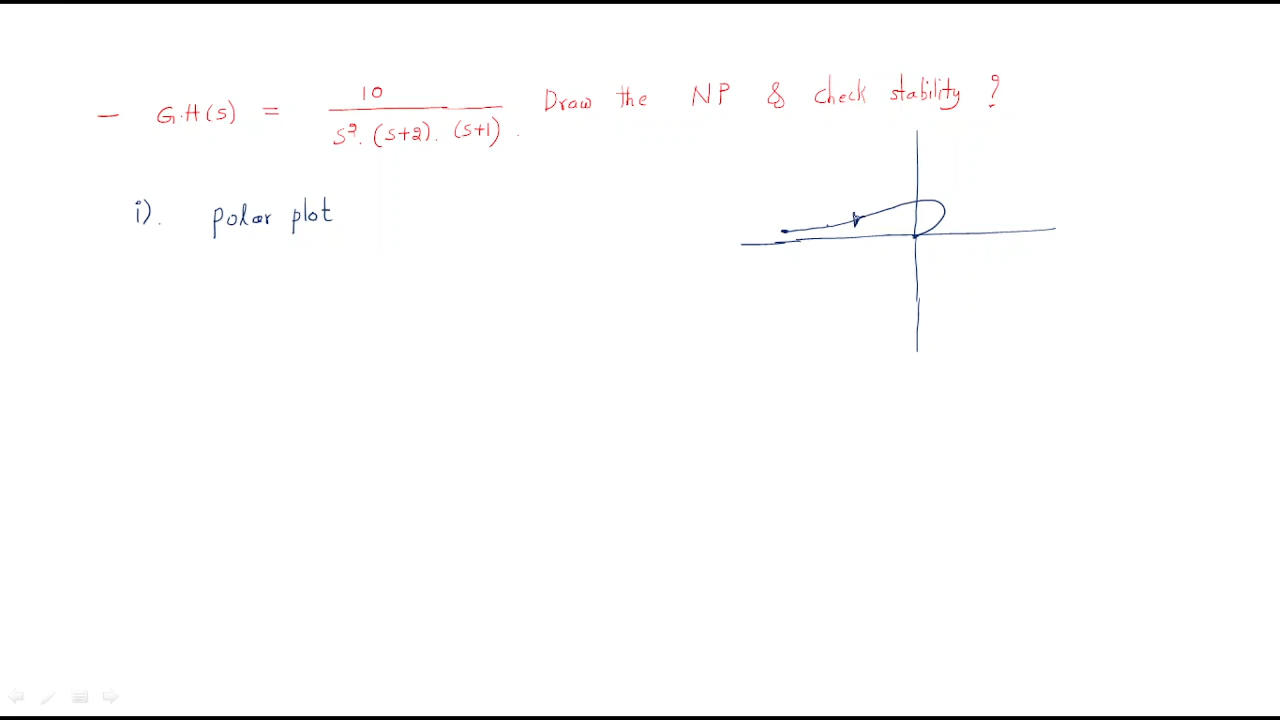 - G.H(s) = 10 / s². (s+2). (s+1). Draw the NP & check stability ?
i). polar plot